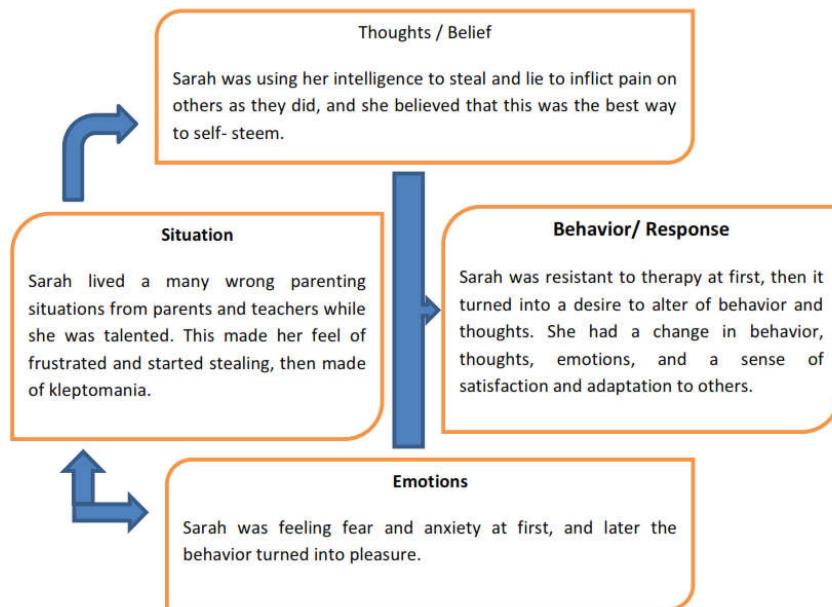 Thoughts / Belief
Sarah was using her intelligence to steal and lie to inflict pain on
others as they did, and she believed that this was the best way
to self- steem.
Situation
Sarah lived a many wrong parenting
situations from parents and teachers while
she was talented. This made her feel of
frustrated and started stealing, then made
of kleptomania.
Behavior/ Response
Sarah was resistant to therapy at first, then it
turned into a desire to alter of behavior and
thoughts. She had a change in behavior,
thoughts, emotions, and a sense of
satisfaction and adaptation to others.
Emotions
Sarah was feeling fear and anxiety at first, and later the
behavior turned into pleasure.